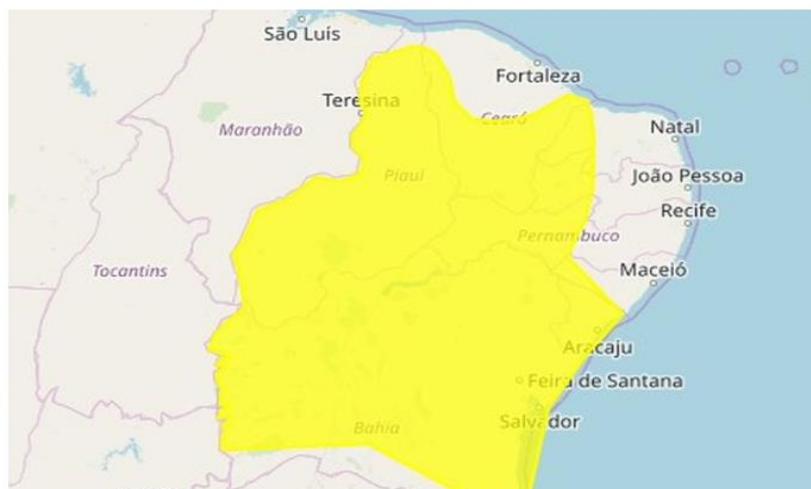 São Luís
Fortaleza
Teresina
Ceará
Maranhão
Natal
Piauí
João Pessoa
Recife
Pernambuco
Tocantins
Maceió
Aracaju
Feira de Santana
Salvador
Bahia